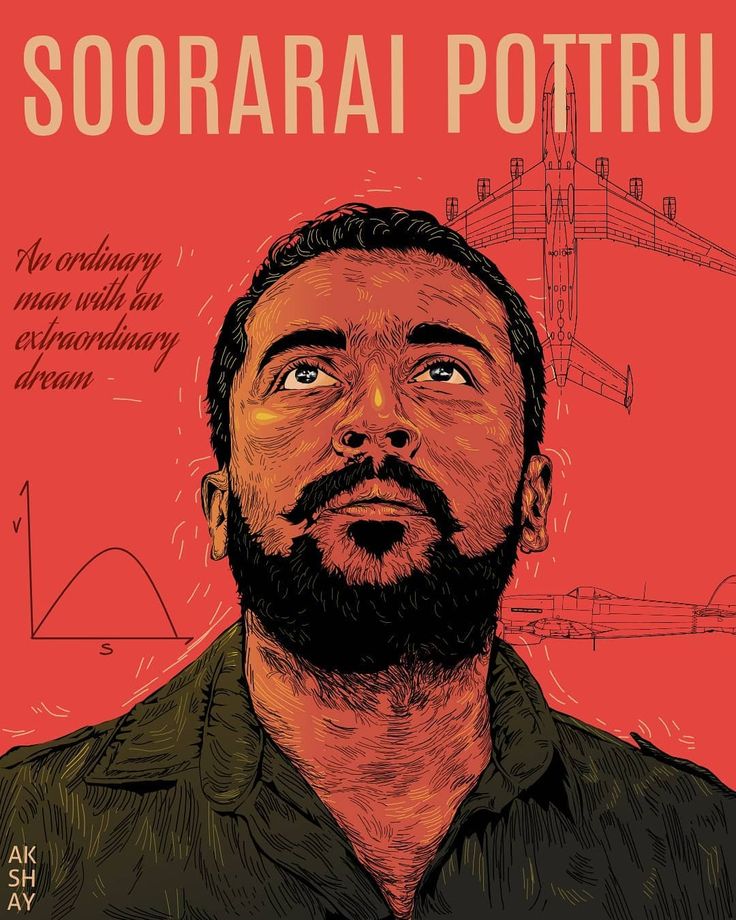 SOORARAI POTTRU
An ordinary
man with an
extraordinary
dream
V
S
AK
SH
AY